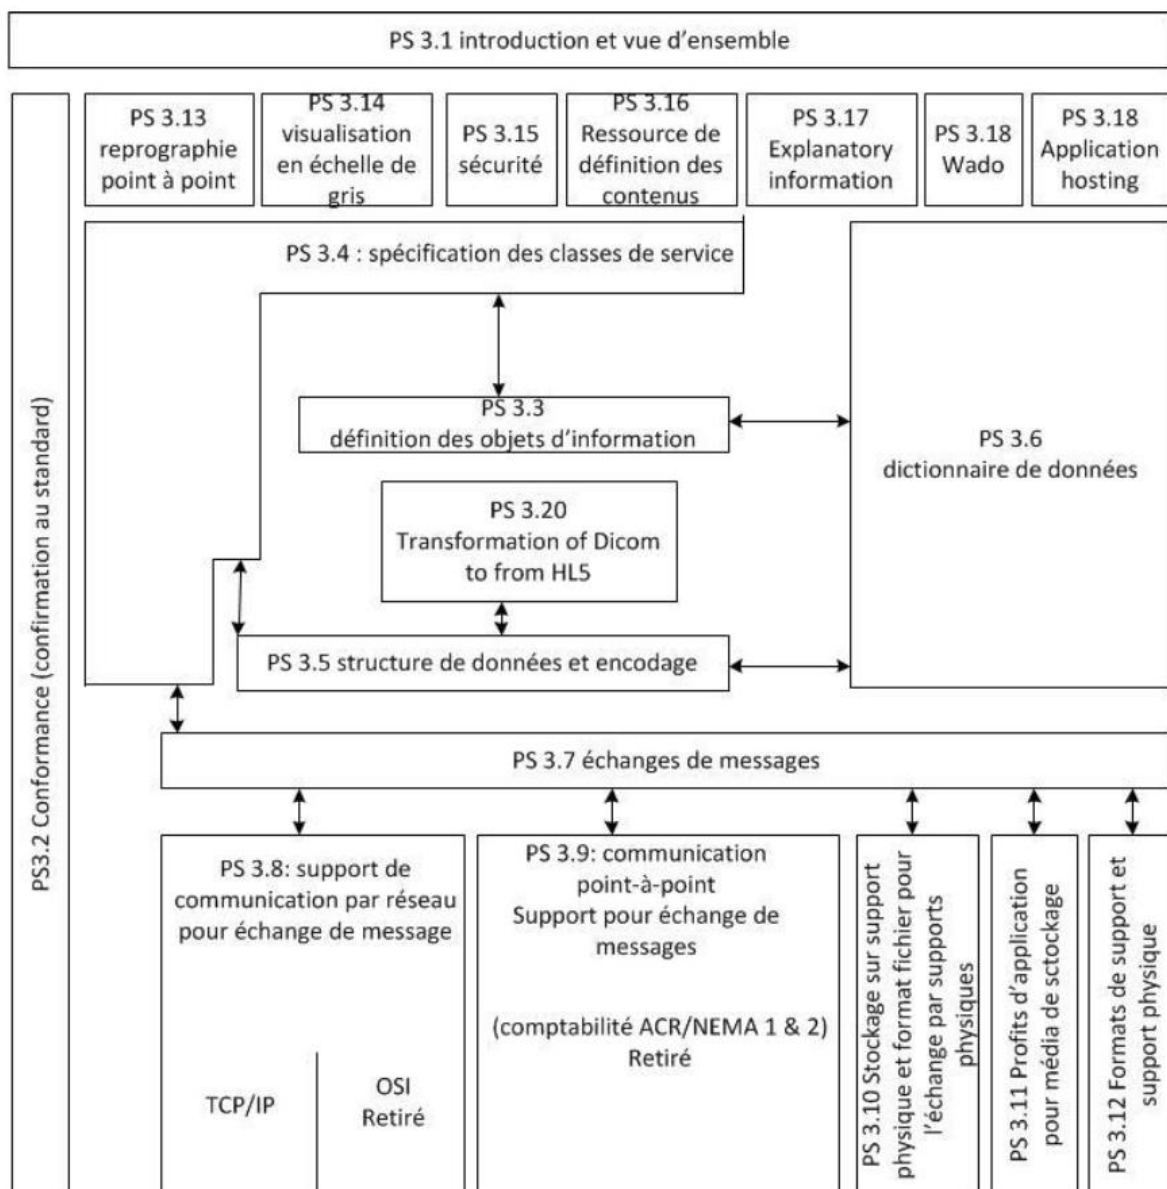 PS 3.1 introduction et vue d'ensemble
PS3.2 Conformance (confirmation au standard)
PS 3.13
reprographie
point à point
PS 3.14
visualisation
en échelle de
gris
PS 3.15
sécurité
PS 3.16
Ressource de
définition des
contenus
PS 3.17
Explanatory
information
PS 3.18
Wado
PS 3.18
Application
hosting
PS 3.4 : spécification des classes de service
PS 3.3
définition des objets d'information
PS 3.6
dictionnaire de données
PS 3.20
Transformation of Dicom
to from HL5
PS 3.5 structure de données et encodage
PS 3.7 échanges de messages
PS 3.8: support de
communication par réseau
pour échange de message
TCP/IP
OSI
Retiré
PS 3.9: communication
point-à-point
Support pour échange de
messages
(comptabilité ACR/NEMA 1 & 2)
Retiré
PS 3.10 Stockage sur support
physique et format fichier pour
l'échange par supports
physiques
PS 3.11 Profits d'application
pour média de sctockage
PS 3.12 Formats de support et
support physique